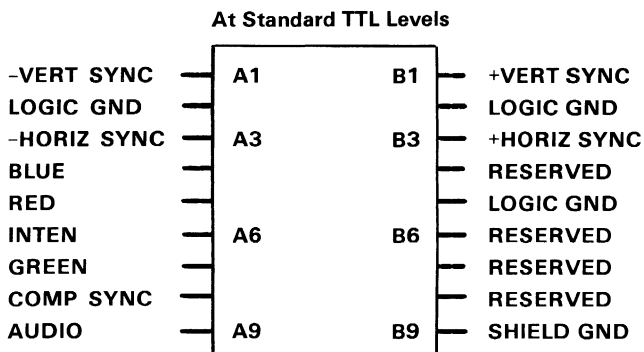 At Standard TTL Levels
–VERT SYNC A1 B1 +VERT SYNC
LOGIC GND LOGIC GND
–HORIZ SYNC A3 B3 +HORIZ SYNC
BLUE RESERVED
RED LOGIC GND
INTEN A6 B6 RESERVED
GREEN RESERVED
COMP SYNC RESERVED
AUDIO A9 B9 SHIELD GND